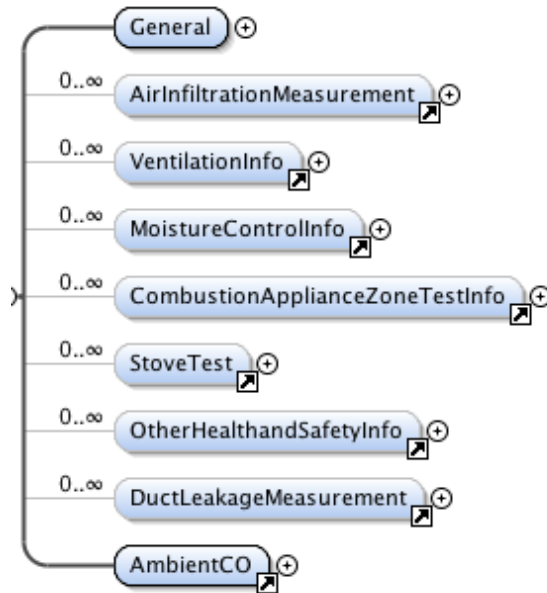 General
0..∞ AirInfiltrationMeasurement
0..∞ VentilationInfo
0..∞ MoistureControlInfo
0..∞ CombustionApplianceZoneTestInfo
0..∞ StoveTest
0..∞ OtherHealthandSafetyInfo
0..∞ DuctLeakageMeasurement
AmbientCO